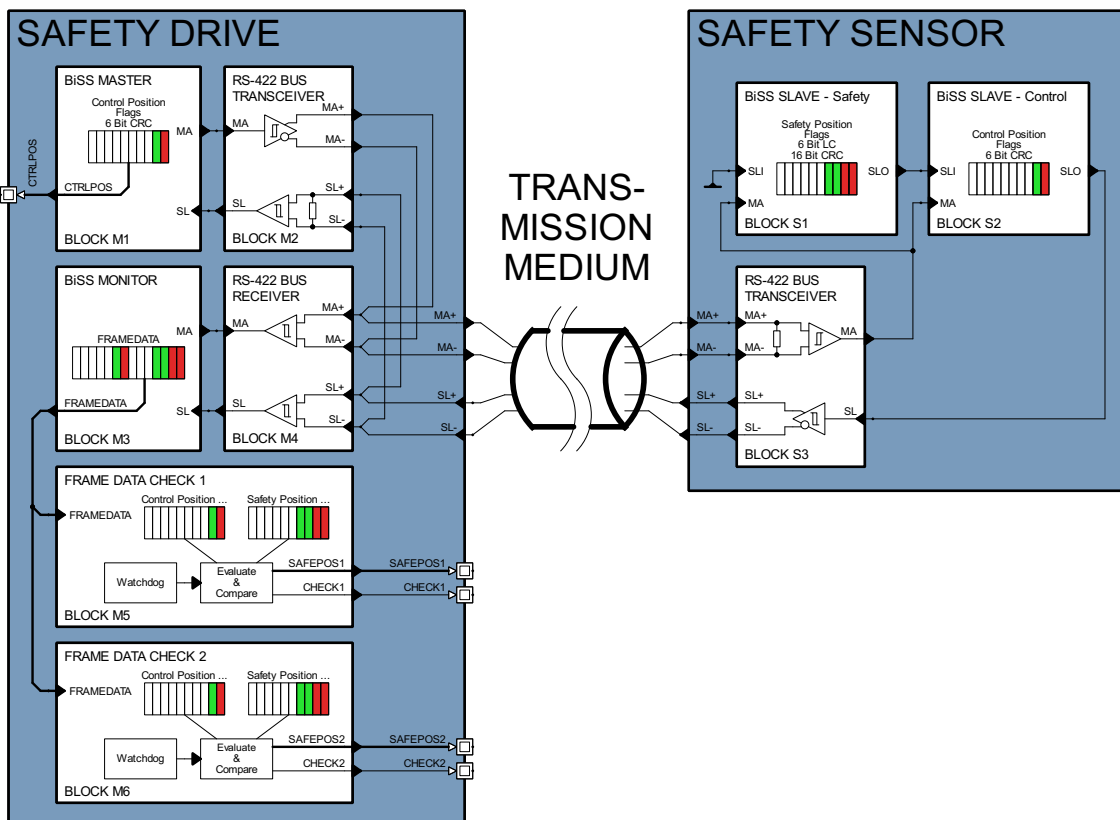 SAFETY DRIVE
BiSS MASTER
Control Position
Flags
6 Bit CRC
MA
CTRLPOS
CTRLPOS
SL
BLOCK M1
RS-422 BUS
TRANSCEIVER
MA+
MA
MA-
SL+
SL
SL-
BLOCK M2
BiSS MONITOR
MA
FRAMEDATA
FRAMEDATA
SL
BLOCK M3
RS-422 BUS
RECEIVER
MA+
MA
MA-
SL+
SL
SL-
BLOCK M4
MA+
MA-
SL+
SL-
FRAME DATA CHECK 1
Control Position ...
Safety Position ...
FRAMEDATA
Watchdog
Evaluate
&
Compare
SAFEPOS1
SAFEPOS1
CHECK1
CHECK1
BLOCK M5
FRAME DATA CHECK 2
Control Position ...
Safety Position ...
FRAMEDATA
Watchdog
Evaluate
&
Compare
SAFEPOS2
SAFEPOS2
CHECK2
CHECK2
BLOCK M6
TRANS-
MISSION
MEDIUM
SAFETY SENSOR
BiSS SLAVE - Safety
Safety Position
Flags
6 Bit LC
16 Bit CRC
SLI
SLO
MA
BLOCK S1
BiSS SLAVE - Control
Control Position
Flags
6 Bit CRC
SLI
SLO
MA
BLOCK S2
RS-422 BUS
TRANSCEIVER
MA+
MA+
MA
MA-
MA-
SL+
SL+
SL
SL-
SL-
BLOCK S3